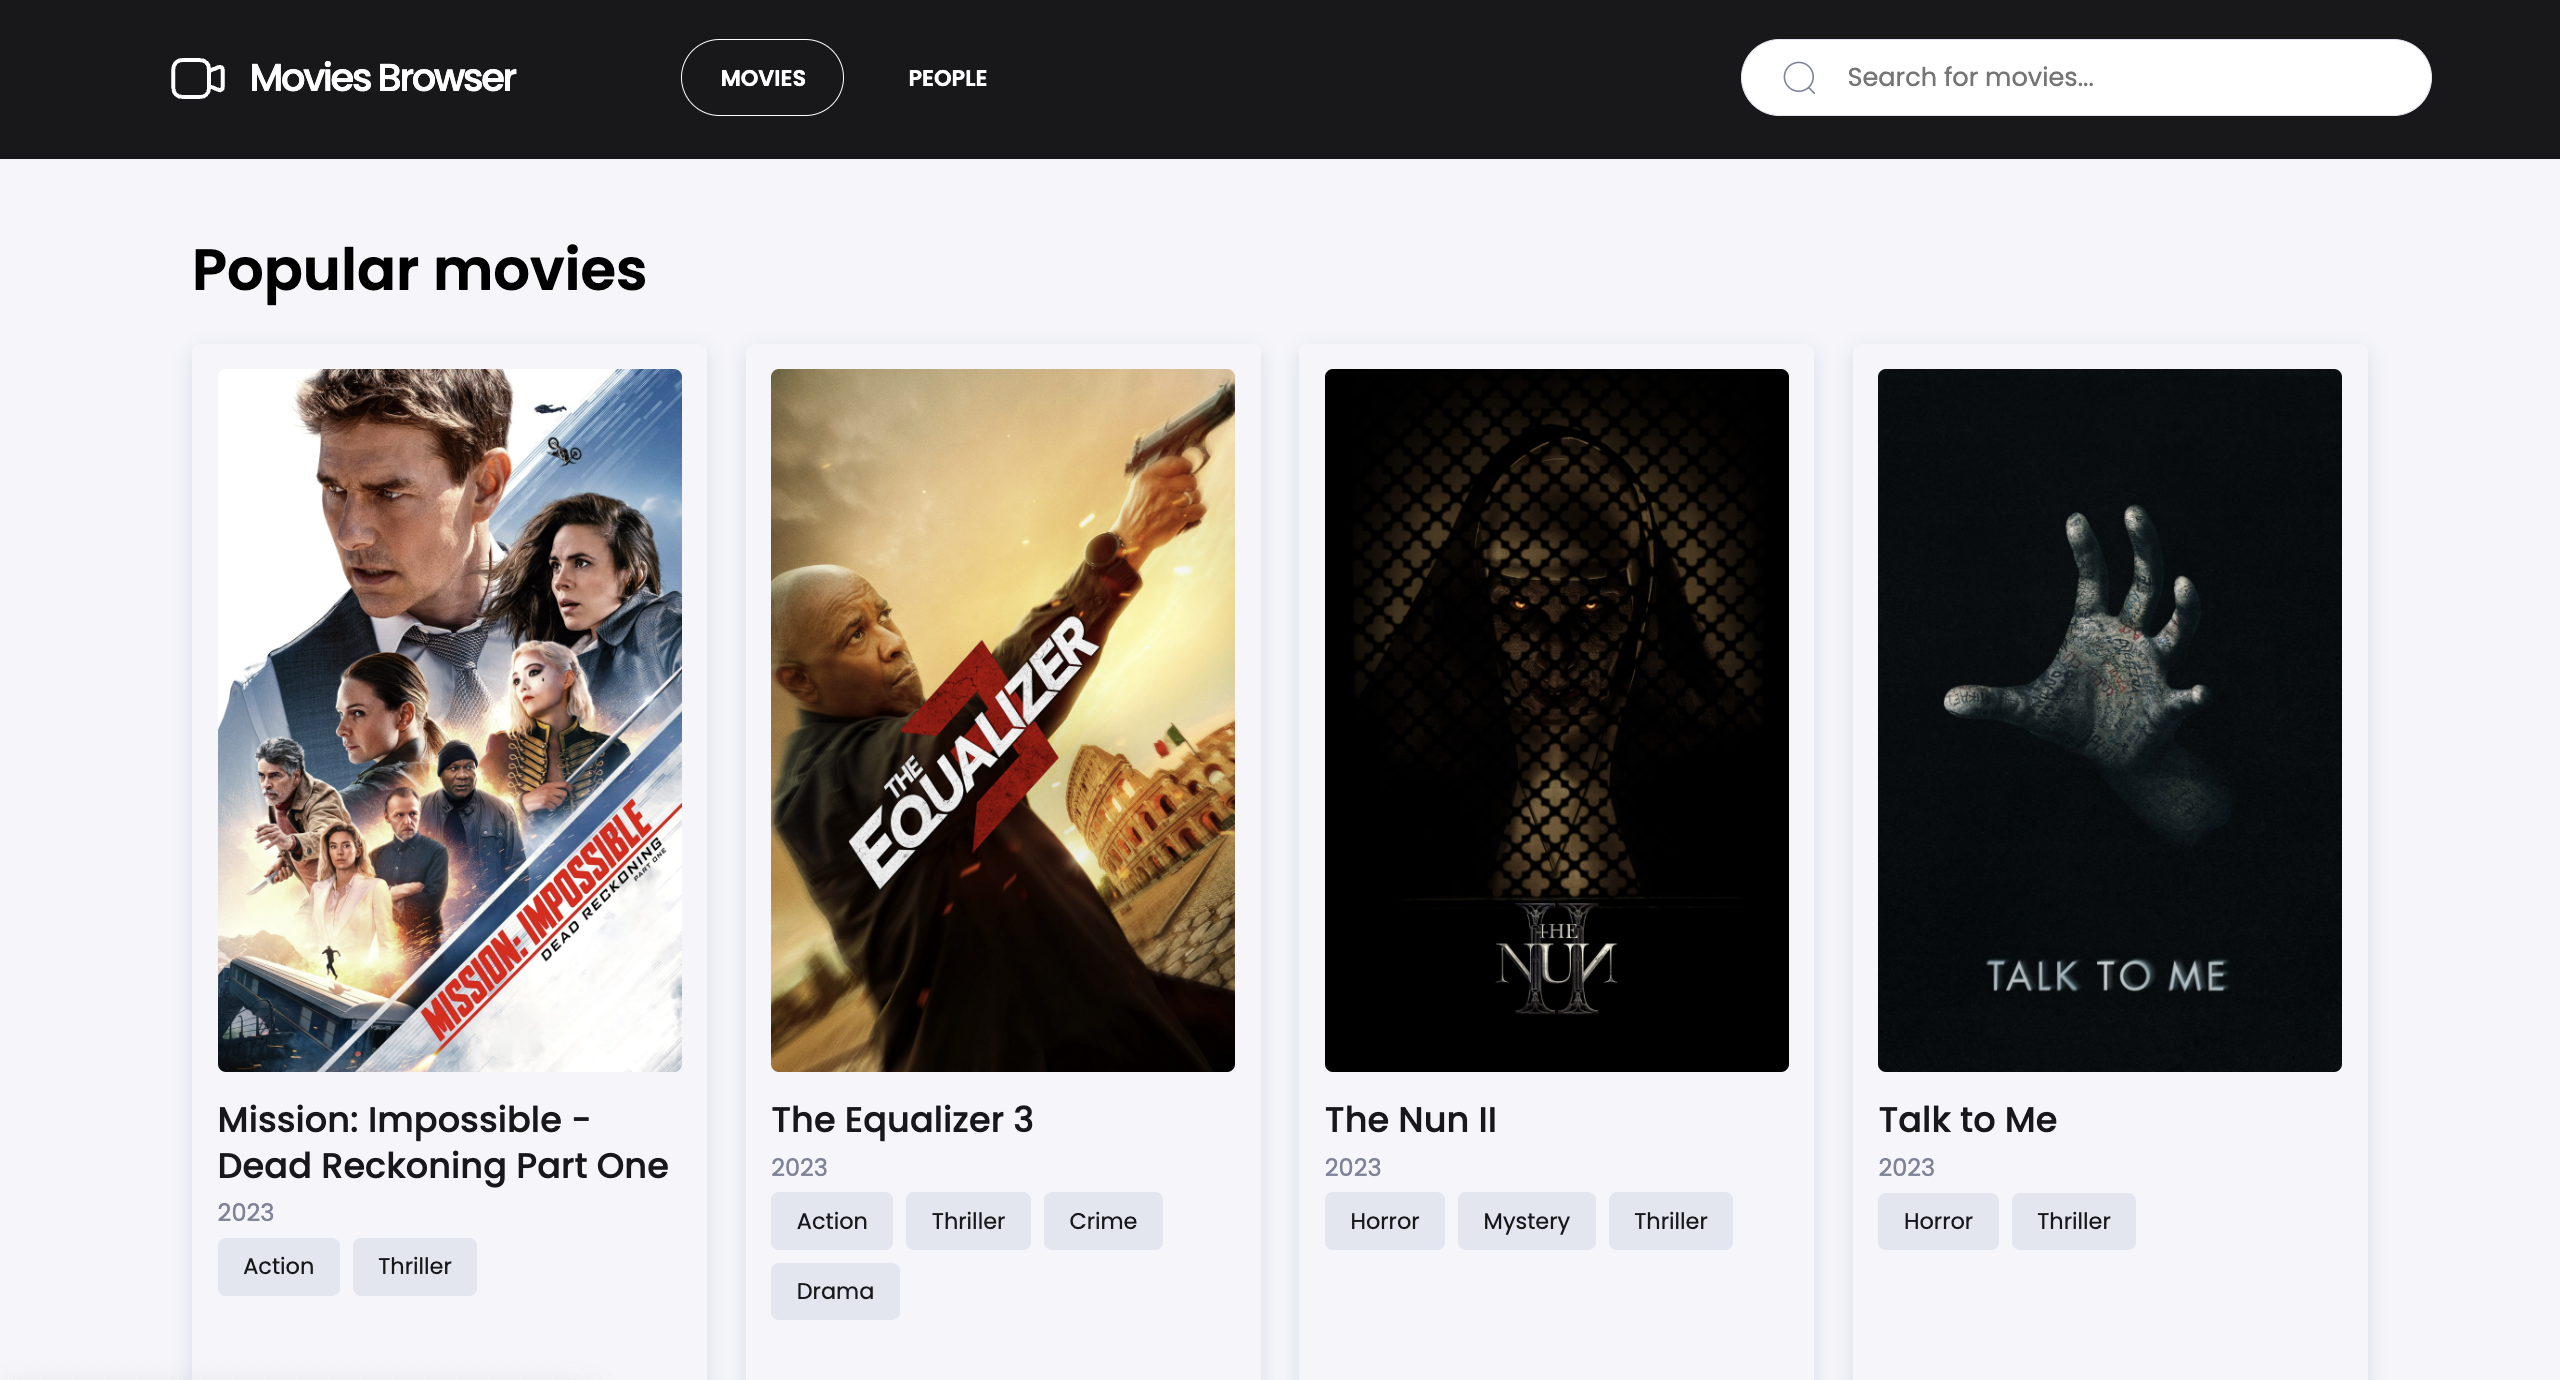 Movies Browser
MOVIES
PEOPLE
Search for movies...
Popular movies
MISSION: IMPOSSIBLE
DEAD RECKONING
PART ONE
THE
EQUALIZER
3
THE
NUN
II
TALK TO ME
Mission: Impossible -
Dead Reckoning Part One
2023
Action
Thriller
The Equalizer 3
2023
Action
Thriller
Crime
Drama
The Nun II
2023
Horror
Mystery
Thriller
Talk to Me
2023
Horror
Thriller